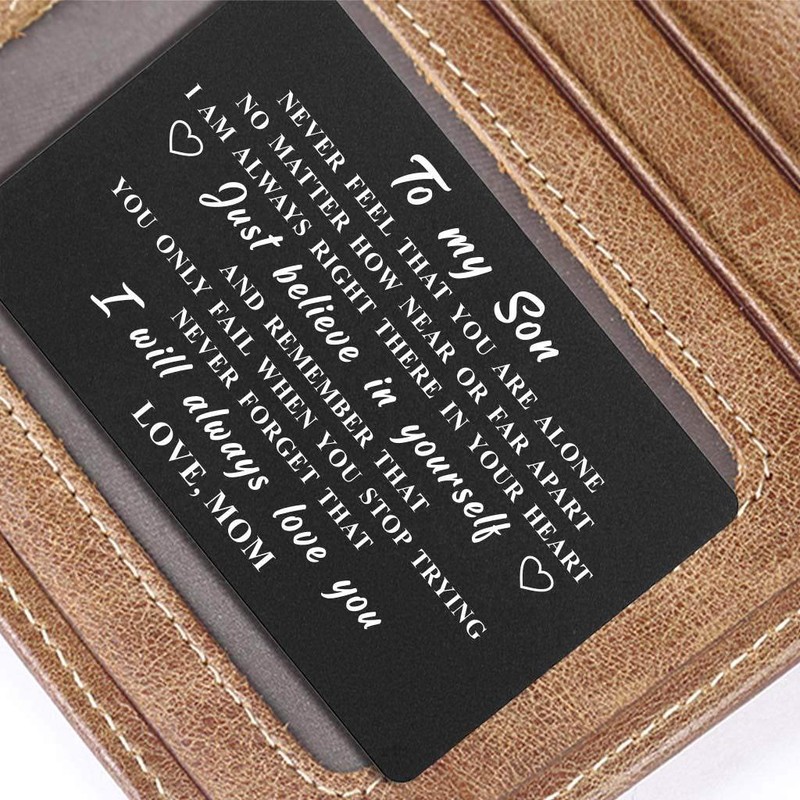 To my Son
NEVER FEEL THAT YOU ARE ALONE
NO MATTER HOW NEAR OR FAR APART
I AM ALWAYS RIGHT THERE IN YOUR HEART
Just believe in yourself
AND REMEMBER THAT
YOU ONLY FAIL WHEN YOU STOP TRYING
NEVER FORGET THAT
I will always love you
LOVE, MOM